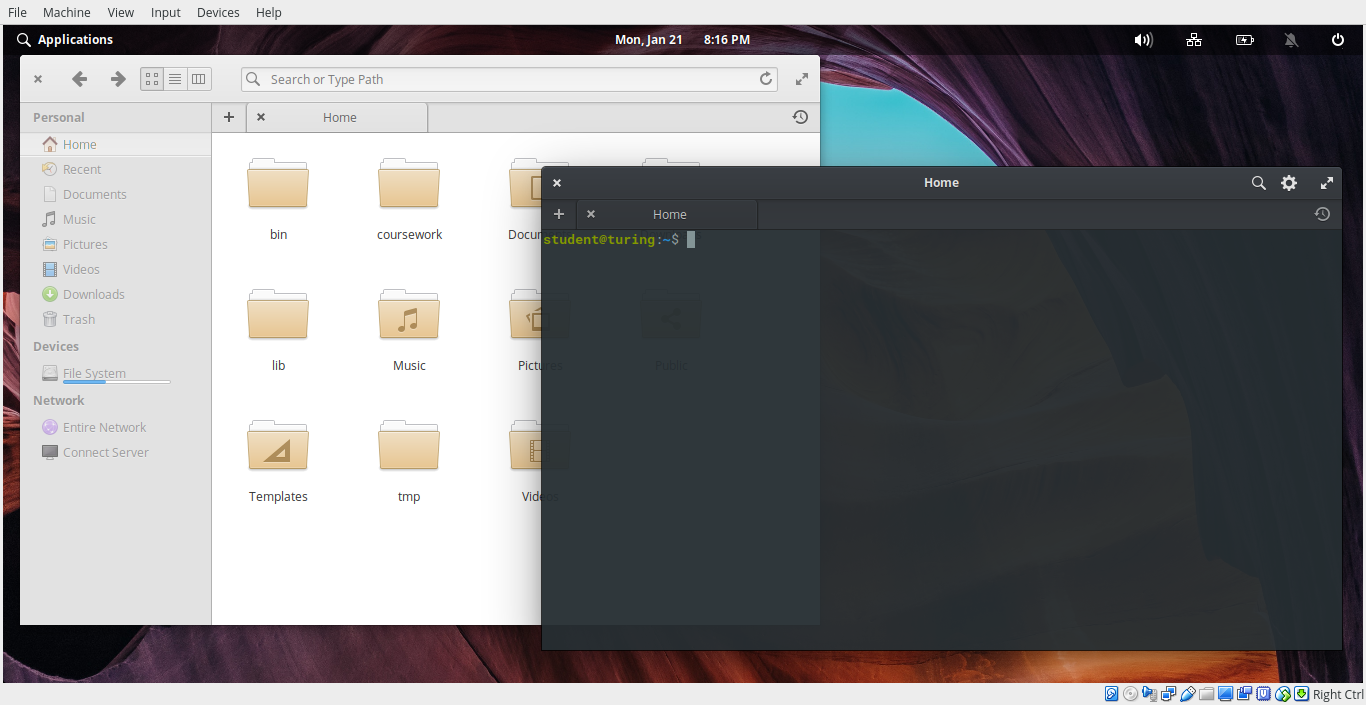 File Machine View Input Devices Help
Applications Mon, Jan 21 8:16 PM
Search or Type Path
Personal
Home
Home
Recent
Documents
Music
Pictures
Videos
Downloads
Trash
Devices
File System
Network
Entire Network
Connect Server
bin coursework Docum
lib Music Pictures Public
Templates tmp Videos
Home
Home
student@turing:~$
Right Ctrl